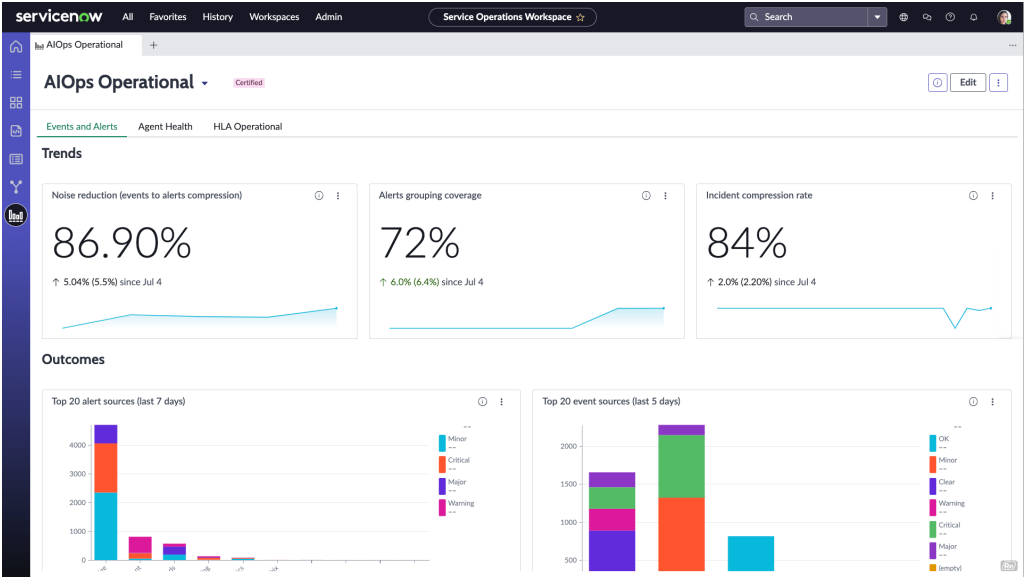 servicenow All Favorites History Workspaces Admin Service Operations Workspace Search
AIOps Operational
AIOps Operational Certified Edit
Events and Alerts Agent Health HLA Operational
Trends
Noise reduction (events to alerts compression)
86.90%
↑ 5.04% (5.5%) since Jul 4
Alerts grouping coverage
72%
↑ 6.0% (6.4%) since Jul 4
Incident compression rate
84%
↑ 2.0% (2.20%) since Jul 4
Outcomes
Top 20 alert sources (last 7 days)
4000
3000
2000
1000
0
--
Minor
--
Critical
--
Major
--
Warning
--
Top 20 event sources (last 5 days)
2000
1500
1000
500
--
OK
--
Minor
--
Clear
--
Warning
--
Critical
--
Major
--
(empty)